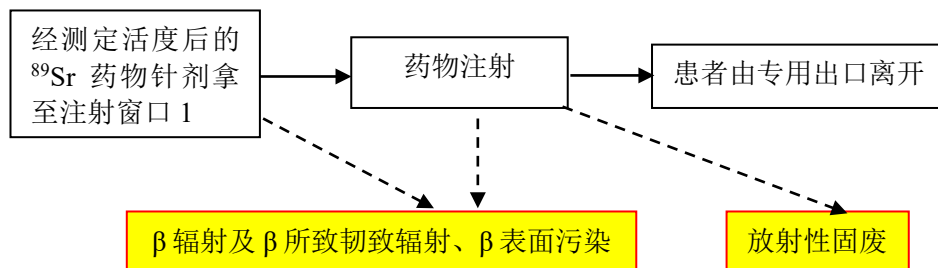 经测定活度后的
⁸⁹Sr 药物针剂拿
至注射窗口 1
药物注射
患者由专用出口离开
β 辐射及 β 所致韧致辐射、β 表面污染
放射性固废